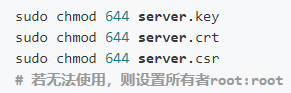 sudo chmod 644 server.key
sudo chmod 644 server.crt
sudo chmod 644 server.csr
# 若无法使用，则设置所有者root:root